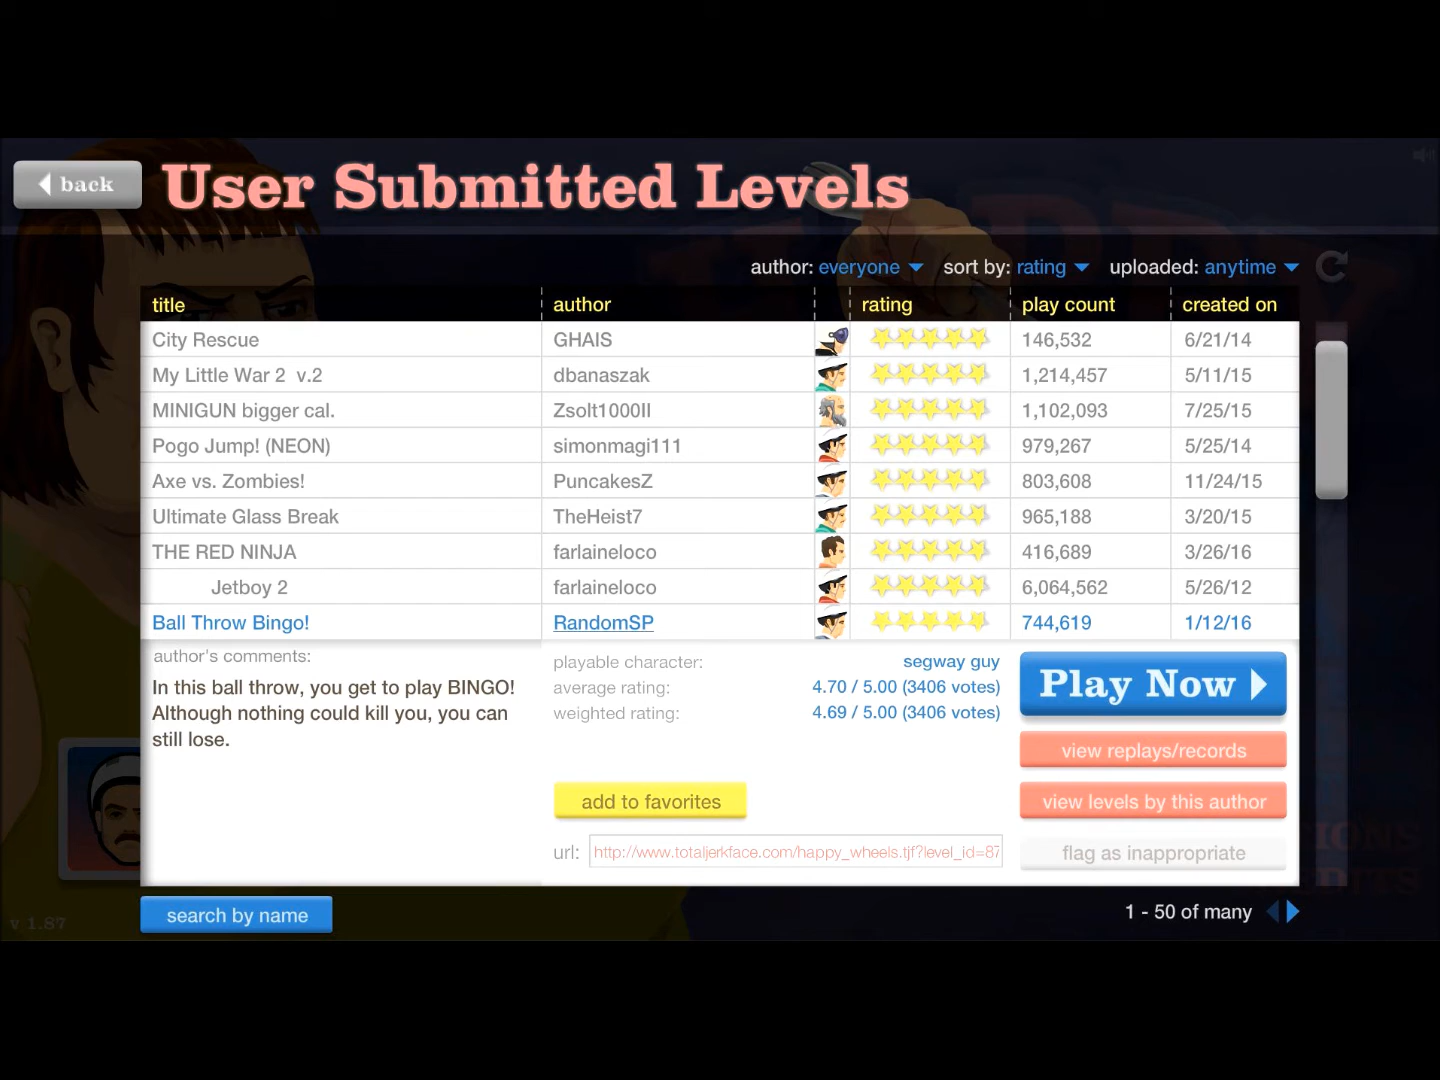 back
User Submitted Levels
author: everyone sort by: rating uploaded: anytime
title author rating play count created on
City Rescue GHAIS 146,532 6/21/14
My Little War 2 v.2 dbanaszak 1,214,457 5/11/15
MINIGUN bigger cal. Zsolt1000II 1,102,093 7/25/15
Pogo Jump! (NEON) simonmagi111 979,267 5/25/14
Axe vs. Zombies! PuncakesZ 803,608 11/24/15
Ultimate Glass Break TheHeist7 965,188 3/20/15
THE RED NINJA farlaineloco 416,689 3/26/16
Jetboy 2 farlaineloco 6,064,562 5/26/12
Ball Throw Bingo! RandomSP 744,619 1/12/16
author's comments:
In this ball throw, you get to play BINGO!
Although nothing could kill you, you can
still lose.
playable character: segway guy
average rating: 4.70 / 5.00 (3406 votes)
weighted rating: 4.69 / 5.00 (3406 votes)
add to favorites
url: http://www.totaljerkface.com/happy_wheels.tjf?level_id=87
Play Now
view replays/records
view levels by this author
flag as inappropriate
search by name
1 - 50 of many
v 1.87